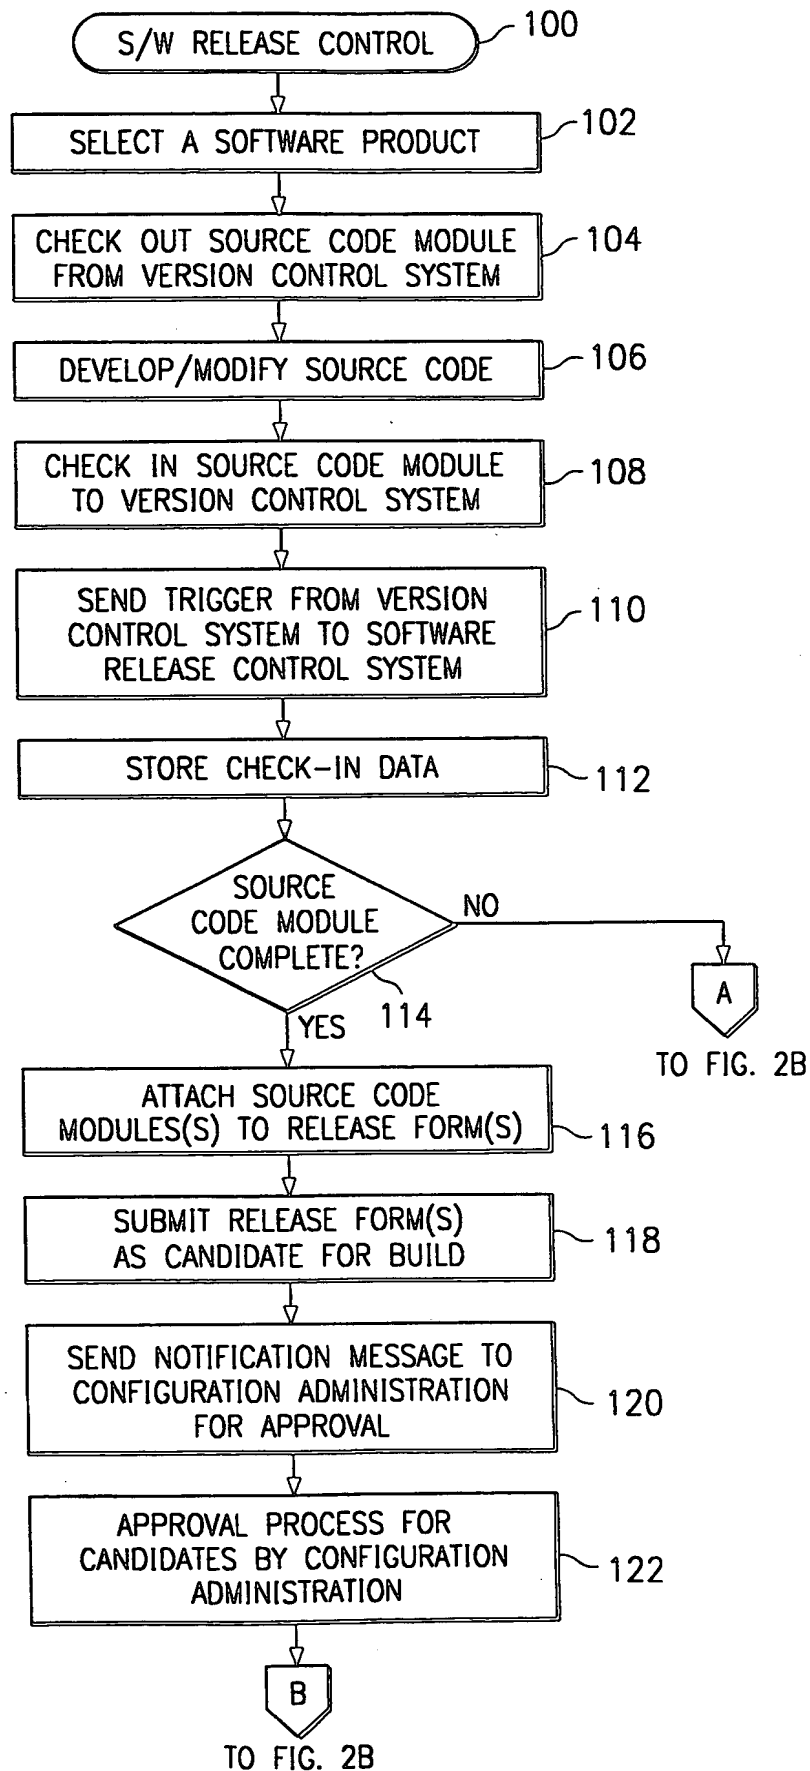 S/W RELEASE CONTROL
100
SELECT A SOFTWARE PRODUCT
102
CHECK OUT SOURCE CODE MODULE
FROM VERSION CONTROL SYSTEM
104
DEVELOP/MODIFY SOURCE CODE
106
CHECK IN SOURCE CODE MODULE
TO VERSION CONTROL SYSTEM
108
SEND TRIGGER FROM VERSION
CONTROL SYSTEM TO SOFTWARE
RELEASE CONTROL SYSTEM
110
STORE CHECK-IN DATA
112
SOURCE
CODE MODULE
COMPLETE?
NO
114
YES
A
TO FIG. 2B
ATTACH SOURCE CODE
MODULES(S) TO RELEASE FORM(S)
116
SUBMIT RELEASE FORM(S)
AS CANDIDATE FOR BUILD
118
SEND NOTIFICATION MESSAGE TO
CONFIGURATION ADMINISTRATION
FOR APPROVAL
120
APPROVAL PROCESS FOR
CANDIDATES BY CONFIGURATION
ADMINISTRATION
122
B
TO FIG. 2B